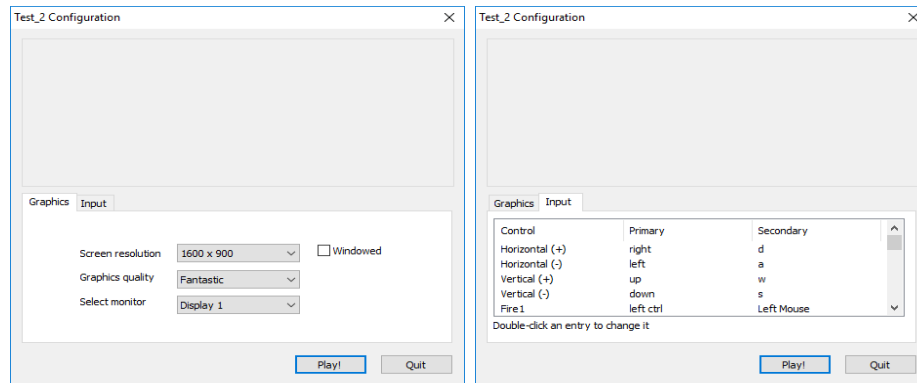 Test_2 Configuration
Graphics Input
Screen resolution 1600 x 900 Windowed
Graphics quality Fantastic
Select monitor Display 1
Play! Quit
Test_2 Configuration
Graphics Input
Control Primary Secondary
Horizontal (+) right d
Horizontal (-) left a
Vertical (+) up w
Vertical (-) down s
Fire1 left ctrl Left Mouse
Double-click an entry to change it
Play! Quit